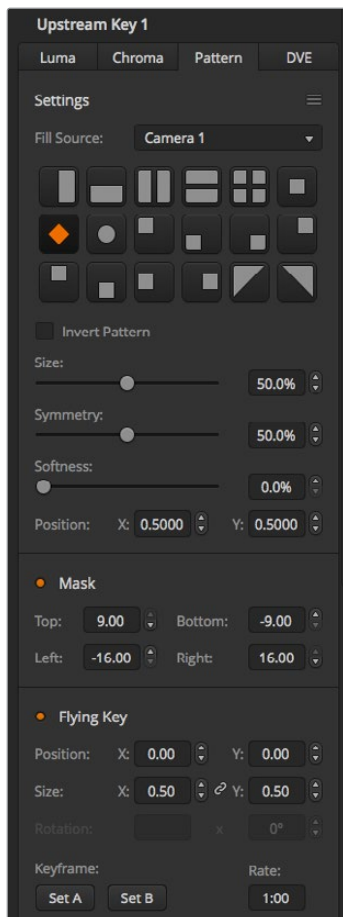 Upstream Key 1
Luma Chroma Pattern DVE
Settings
Fill Source: Camera 1
Invert Pattern
Size:
50.0%
Symmetry:
50.0%
Softness:
0.0%
Position: X: 0.5000 Y: 0.5000
Mask
Top: 9.00 Bottom: -9.00
Left: -16.00 Right: 16.00
Flying Key
Position: X: 0.00 Y: 0.00
Size: X: 0.50 Y: 0.50
Rotation: x 0°
Keyframe: Rate:
Set A Set B 1:00